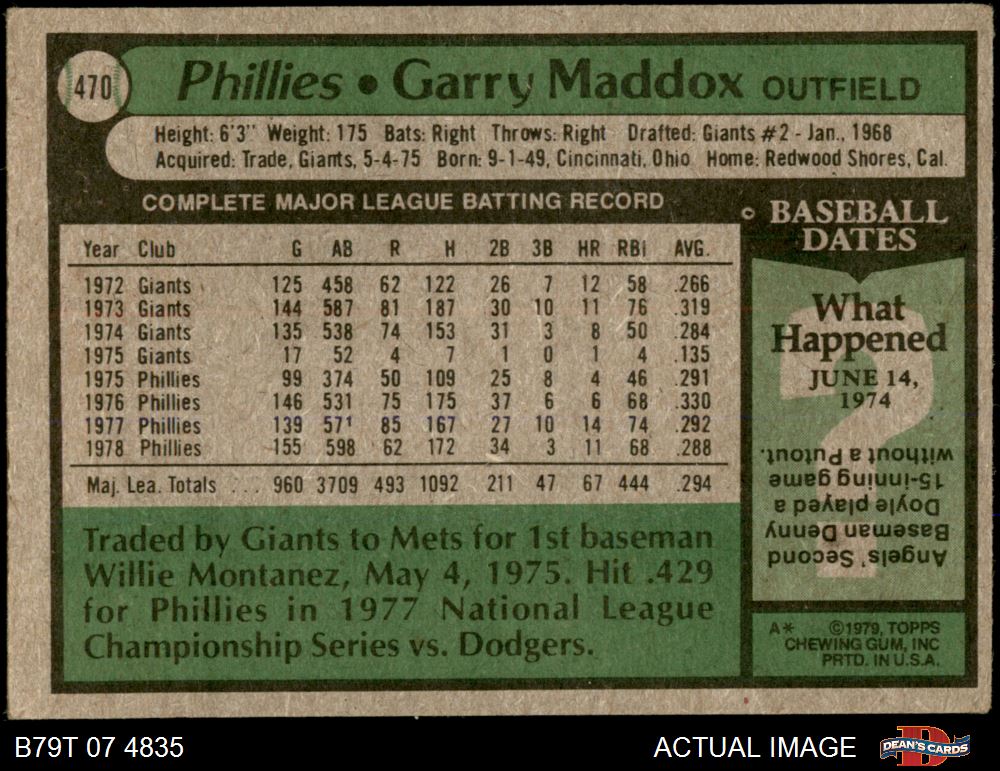 470
Phillies • Garry Maddox OUTFIELD
Height: 6'3" Weight: 175 Bats: Right Throws: Right Drafted: Giants #2 - Jan., 1968
Acquired: Trade, Giants, 5-4-75 Born: 9-1-49, Cincinnati, Ohio Home: Redwood Shores, Cal.
COMPLETE MAJOR LEAGUE BATTING RECORD
Year Club G AB R H 2B 3B HR RBI AVG.
1972 Giants 125 458 62 122 26 7 12 58 .266
1973 Giants 144 587 81 187 30 10 11 76 .319
1974 Giants 135 538 74 153 31 3 8 50 .284
1975 Giants 17 52 4 7 1 0 1 4 .135
1975 Phillies 99 374 50 109 25 8 4 46 .291
1976 Phillies 146 531 75 175 37 6 6 68 .330
1977 Phillies 139 571 85 167 27 10 14 74 .292
1978 Phillies 155 598 62 172 34 3 11 68 .288
Maj. Lea. Totals . . . 960 3709 493 1092 211 47 67 444 .294
Traded by Giants to Mets for 1st baseman
Willie Montanez, May 4, 1975. Hit .429
for Phillies in 1977 National League
Championship Series vs. Dodgers.
BASEBALL
DATES
What
Happened
JUNE 14,
1974
Angels' Second
Baseman Denny
Doyle played a
15-inning game
without a Putout.
A* ©1979, TOPPS
CHEWING GUM, INC
PRTD. IN U.S.A.
B79T 07 4835
ACTUAL IMAGE
DEAN'S CARDS